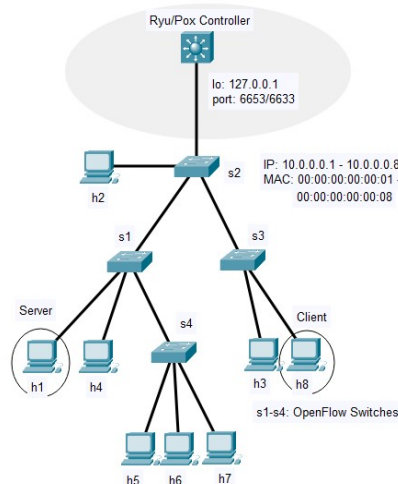 Ryu/Pox Controller
lo: 127.0.0.1
port: 6653/6633
s2
IP: 10.0.0.0.1 - 10.0.0.0.8
MAC: 00:00:00:00:00:01 -
00:00:00:00:00:08
h2
s1
s3
Server
Client
s4
h1
h4
h3
h8
s1-s4: OpenFlow Switches
h5
h6
h7